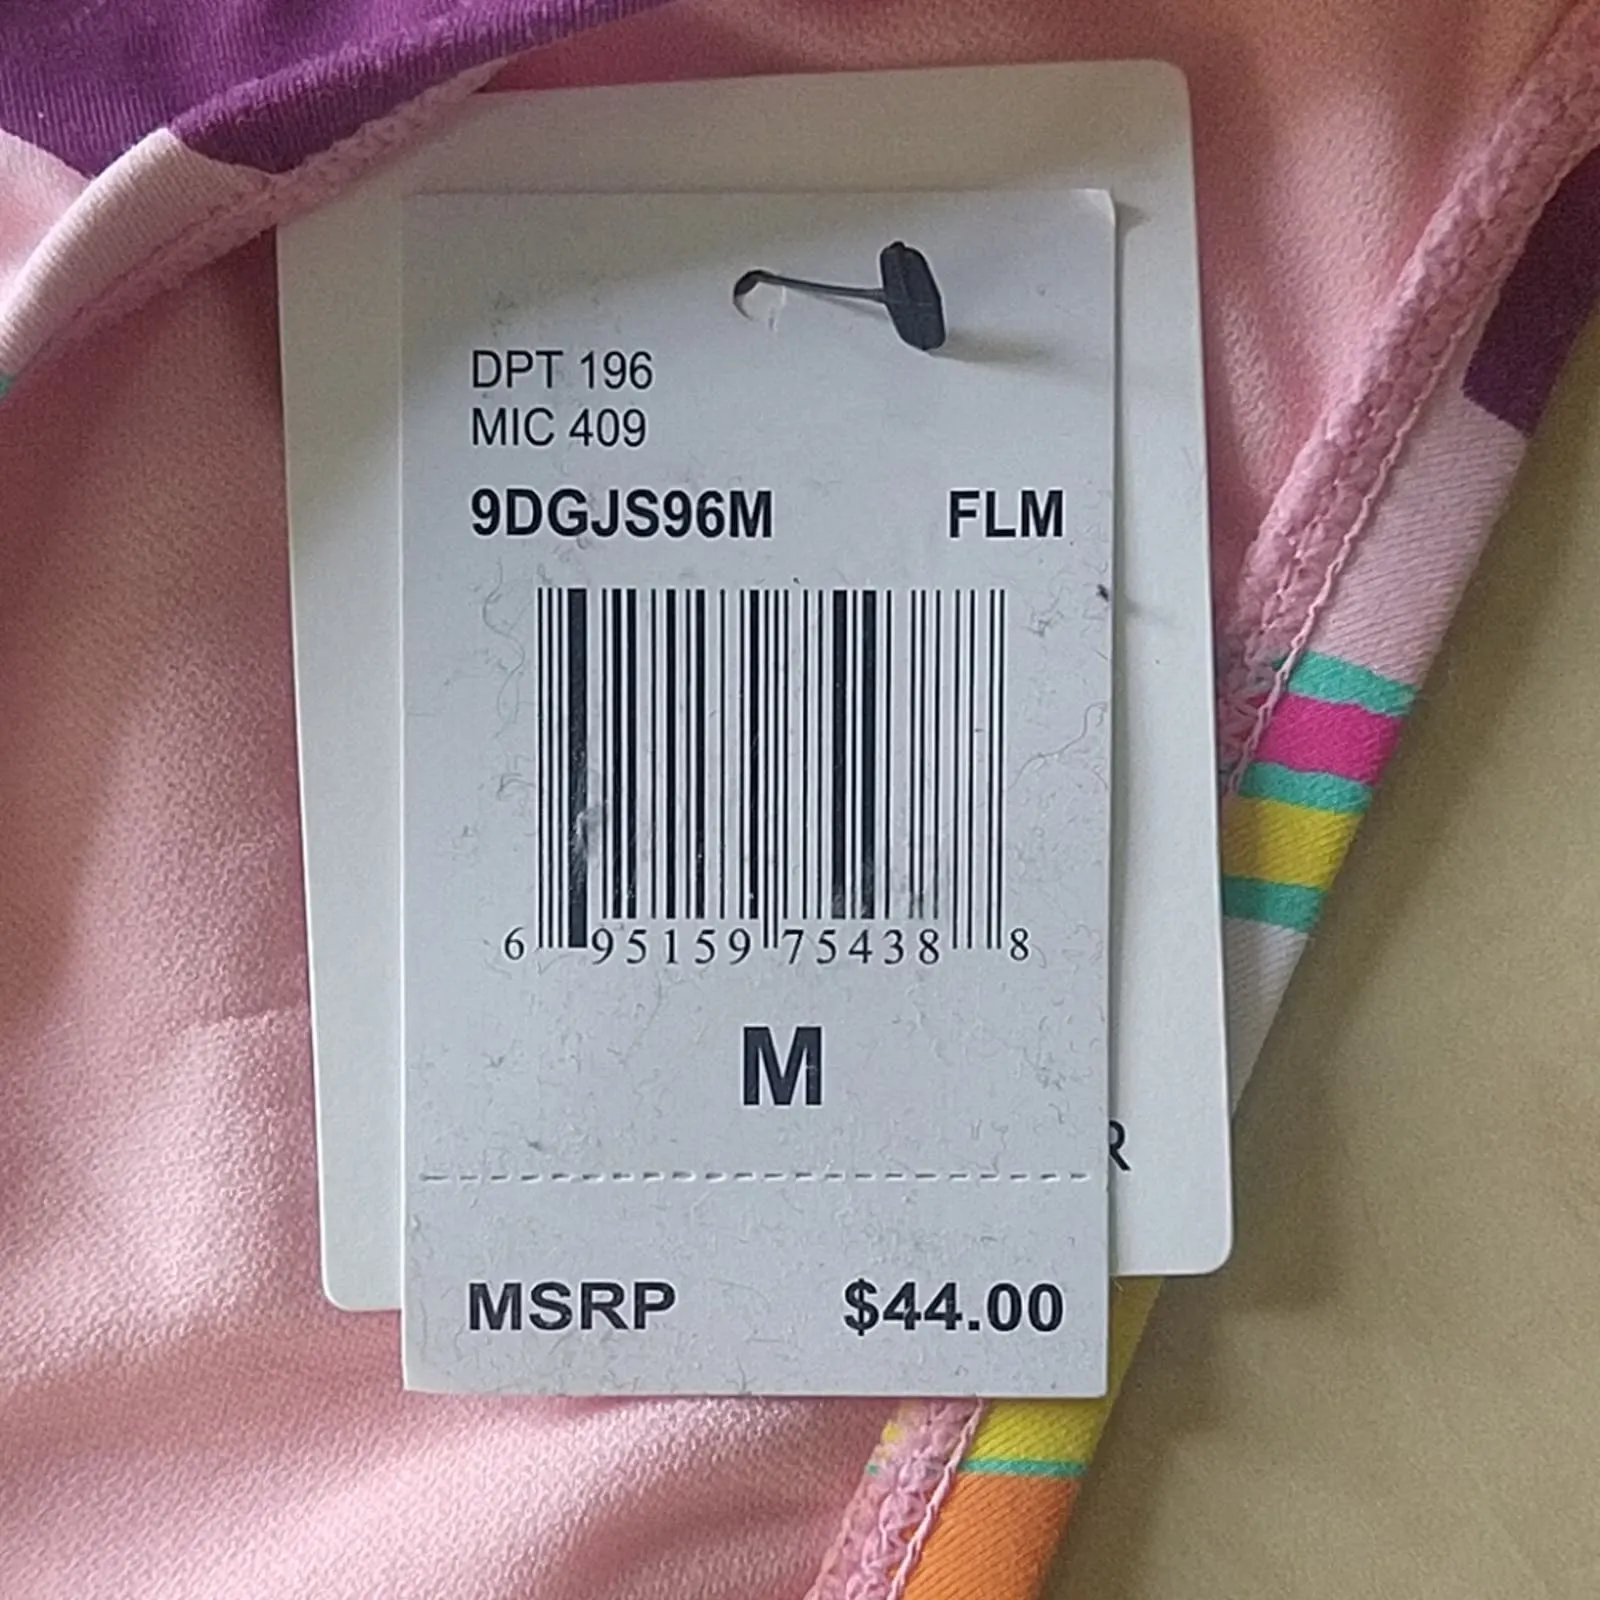 DPT 196
MIC 409
9DGJS96M FLM
6 95159 75438 8
M
R
MSRP $44.00